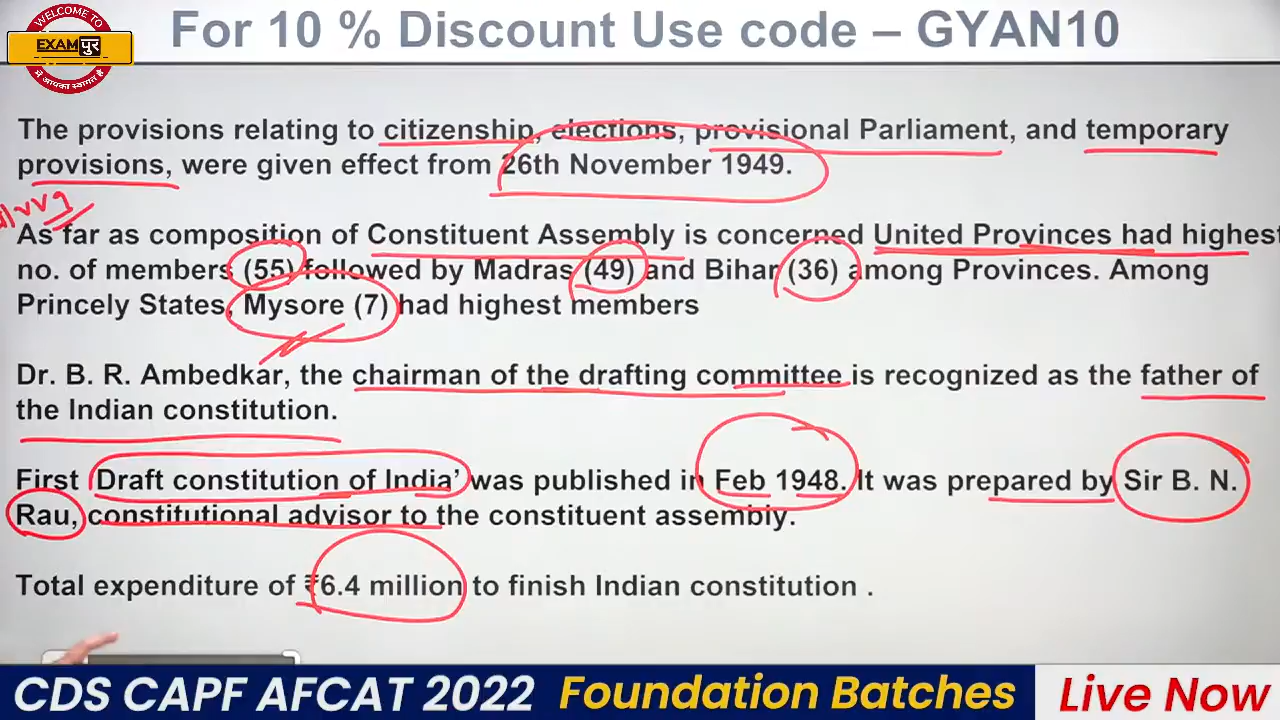 WELCOME TO
EXAMपुर
में आपका स्वागत है
For 10 % Discount Use code – GYAN10
The provisions relating to citizenship, elections, provisional Parliament, and temporary
provisions, were given effect from 26th November 1949.
As far as composition of Constituent Assembly is concerned United Provinces had highest
no. of members (55) followed by Madras (49) and Bihar (36) among Provinces. Among
Princely States, Mysore (7) had highest members
Dr. B. R. Ambedkar, the chairman of the drafting committee is recognized as the father of
the Indian constitution.
First Draft constitution of India’ was published in Feb 1948. It was prepared by Sir B. N.
Rau, constitutional advisor to the constituent assembly.
Total expenditure of ₹6.4 million to finish Indian constitution .
CDS CAPF AFCAT 2022 Foundation Batches Live Now